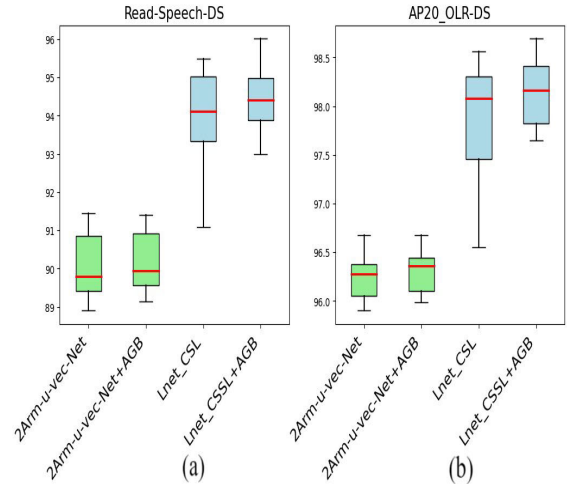 Read-Speech-DS
96
95
94
93
92
91
90
89
2Arm-u-vec-Net
2Arm-u-vec-Net+AGB
Lnet_CSL
Lnet_CSSL+AGB
(a)
AP20_OLR-DS
98.5
98.0
97.5
97.0
96.5
96.0
2Arm-u-vec-Net
2Arm-u-vec-Net+AGB
Lnet_CSL
Lnet_CSSL+AGB
(b)